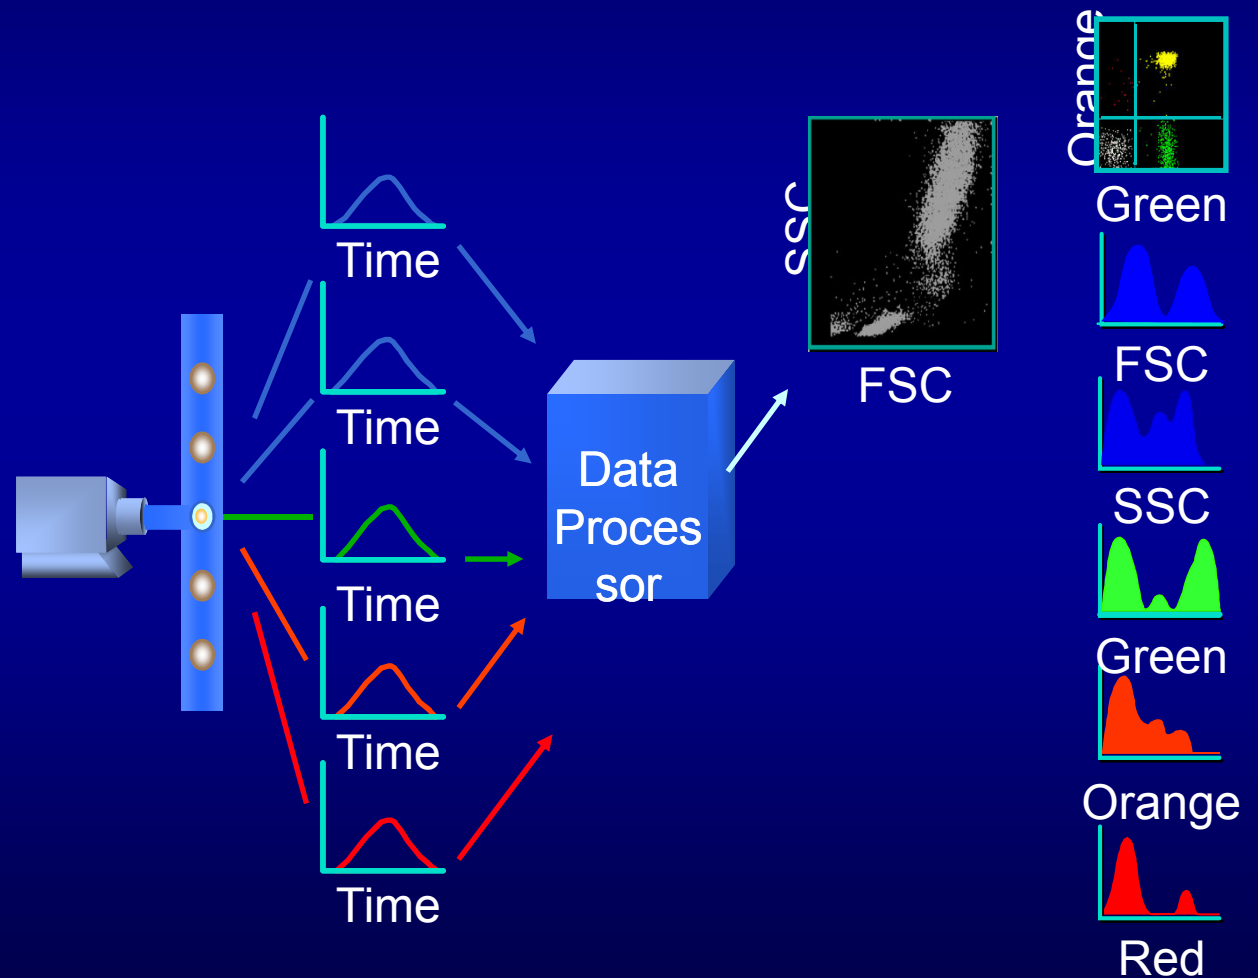 Time
Time
Time
Time
Time
Data
Proces
sor
SSC
FSC
Orange
Green
FSC
SSC
Green
Orange
Red